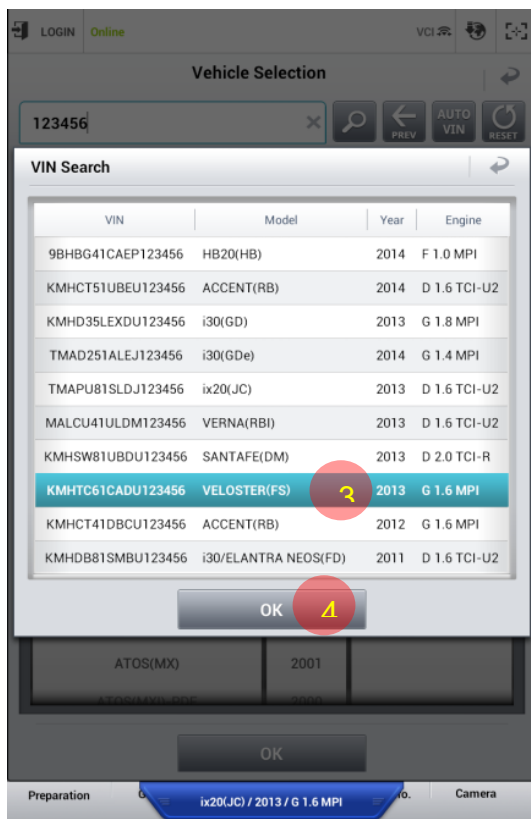 LOGIN Online VCI
Vehicle Selection
123456 PREV AUTO VIN RESET
VIN Search
VIN Model Year Engine
9BHBG41CAEP123456 HB20(HB) 2014 F 1.0 MPI
KMHCT51UBEU123456 ACCENT(RB) 2014 D 1.6 TCI-U2
KMHD35LEXDU123456 i30(GD) 2013 G 1.8 MPI
TMAD251ALEJ123456 i30(GDe) 2014 G 1.4 MPI
TMAPU81SLDJ123456 ix20(JC) 2013 D 1.6 TCI-U2
MALCU41ULDM123456 VERNA(RBI) 2013 D 1.6 TCI-U2
KMHSW81UBDU123456 SANTAFE(DM) 2013 D 2.0 TCI-R
KMHTC61CADU123456 VELOSTER(FS) 3 2013 G 1.6 MPI
KMHCT41DBCU123456 ACCENT(RB) 2012 G 1.6 MPI
KMHDB81SMBU123456 i30/ELANTRA NEOS(FD) 2011 D 1.6 TCI-U2
OK 4
ATOS(MX) 2001
OK
Preparation ix20(JC) / 2013 / G 1.6 MPI Camera